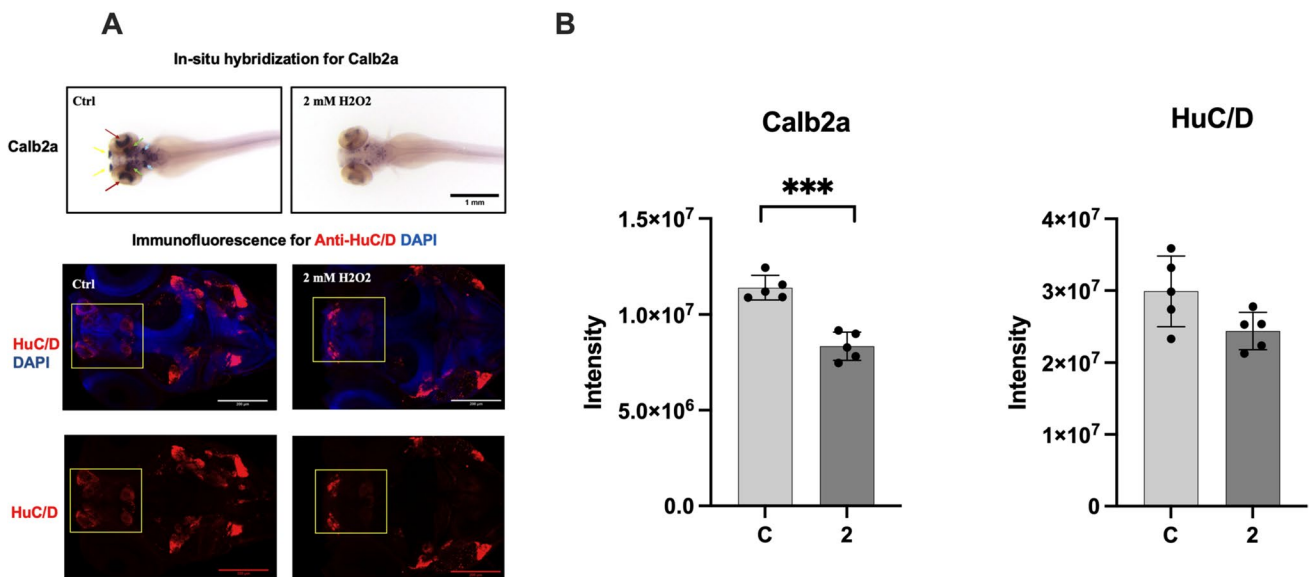 A
In-situ hybridization for Calb2a
Calb2a
Ctrl
2 mM H2O2
1 mm
Immunofluorescence for Anti-HuC/D DAPI
HuC/D
DAPI
Ctrl
2 mM H2O2
HuC/D
B
Calb2a
***
Intensity
1.5×10⁷
1.0×10⁷
5.0×10⁶
0.0
C 2
HuC/D
Intensity
4×10⁷
3×10⁷
2×10⁷
1×10⁷
0
C 2